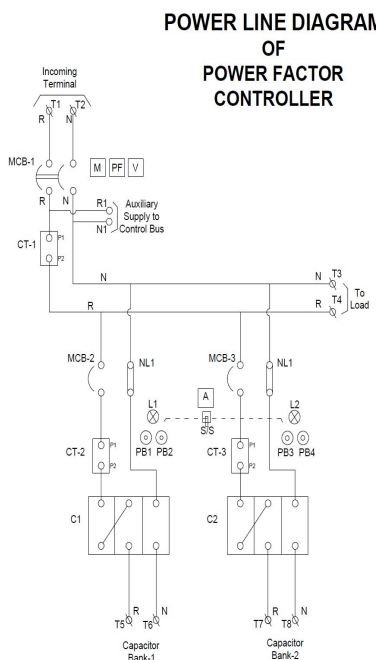 POWER LINE DIAGRAM
OF
POWER FACTOR
CONTROLLER
Incoming
Terminal
T1 T2
R N
MCB-1
M PF V
R N
R1
N1
Auxiliary
Supply to
Control Bus
CT-1
P1
P2
N
N T3
R
R T4
To
Load
MCB-2
NL1
MCB-3
NL1
A
L1
S/S
L2
PB1 PB2
PB3 PB4
CT-2
P1
P2
CT-3
P1
P2
C1
C2
R N
T5 T6
R N
T7 T8
Capacitor
Bank-1
Capacitor
Bank-2